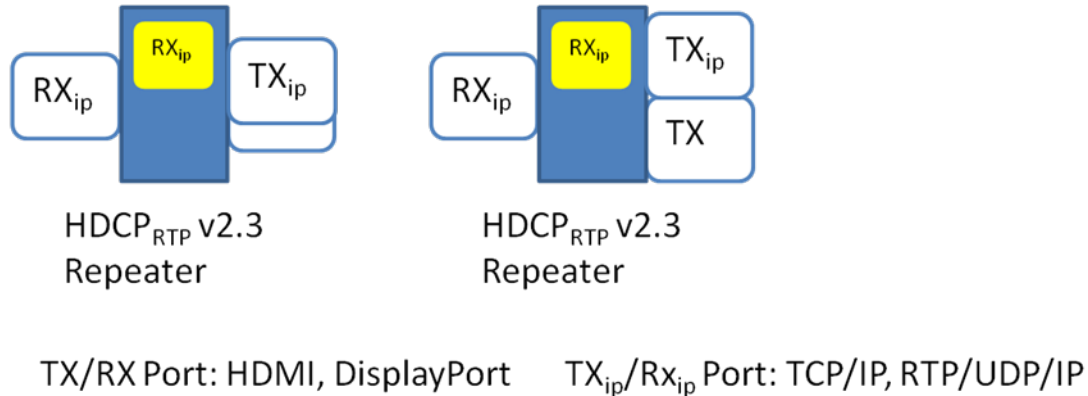 RXip
RXip
TXip
RXip
RXip
TXip
TX
HDCPRTP v2.3
Repeater
HDCPRTP v2.3
Repeater
TX/RX Port: HDMI, DisplayPort
TXip/Rxip Port: TCP/IP, RTP/UDP/IP